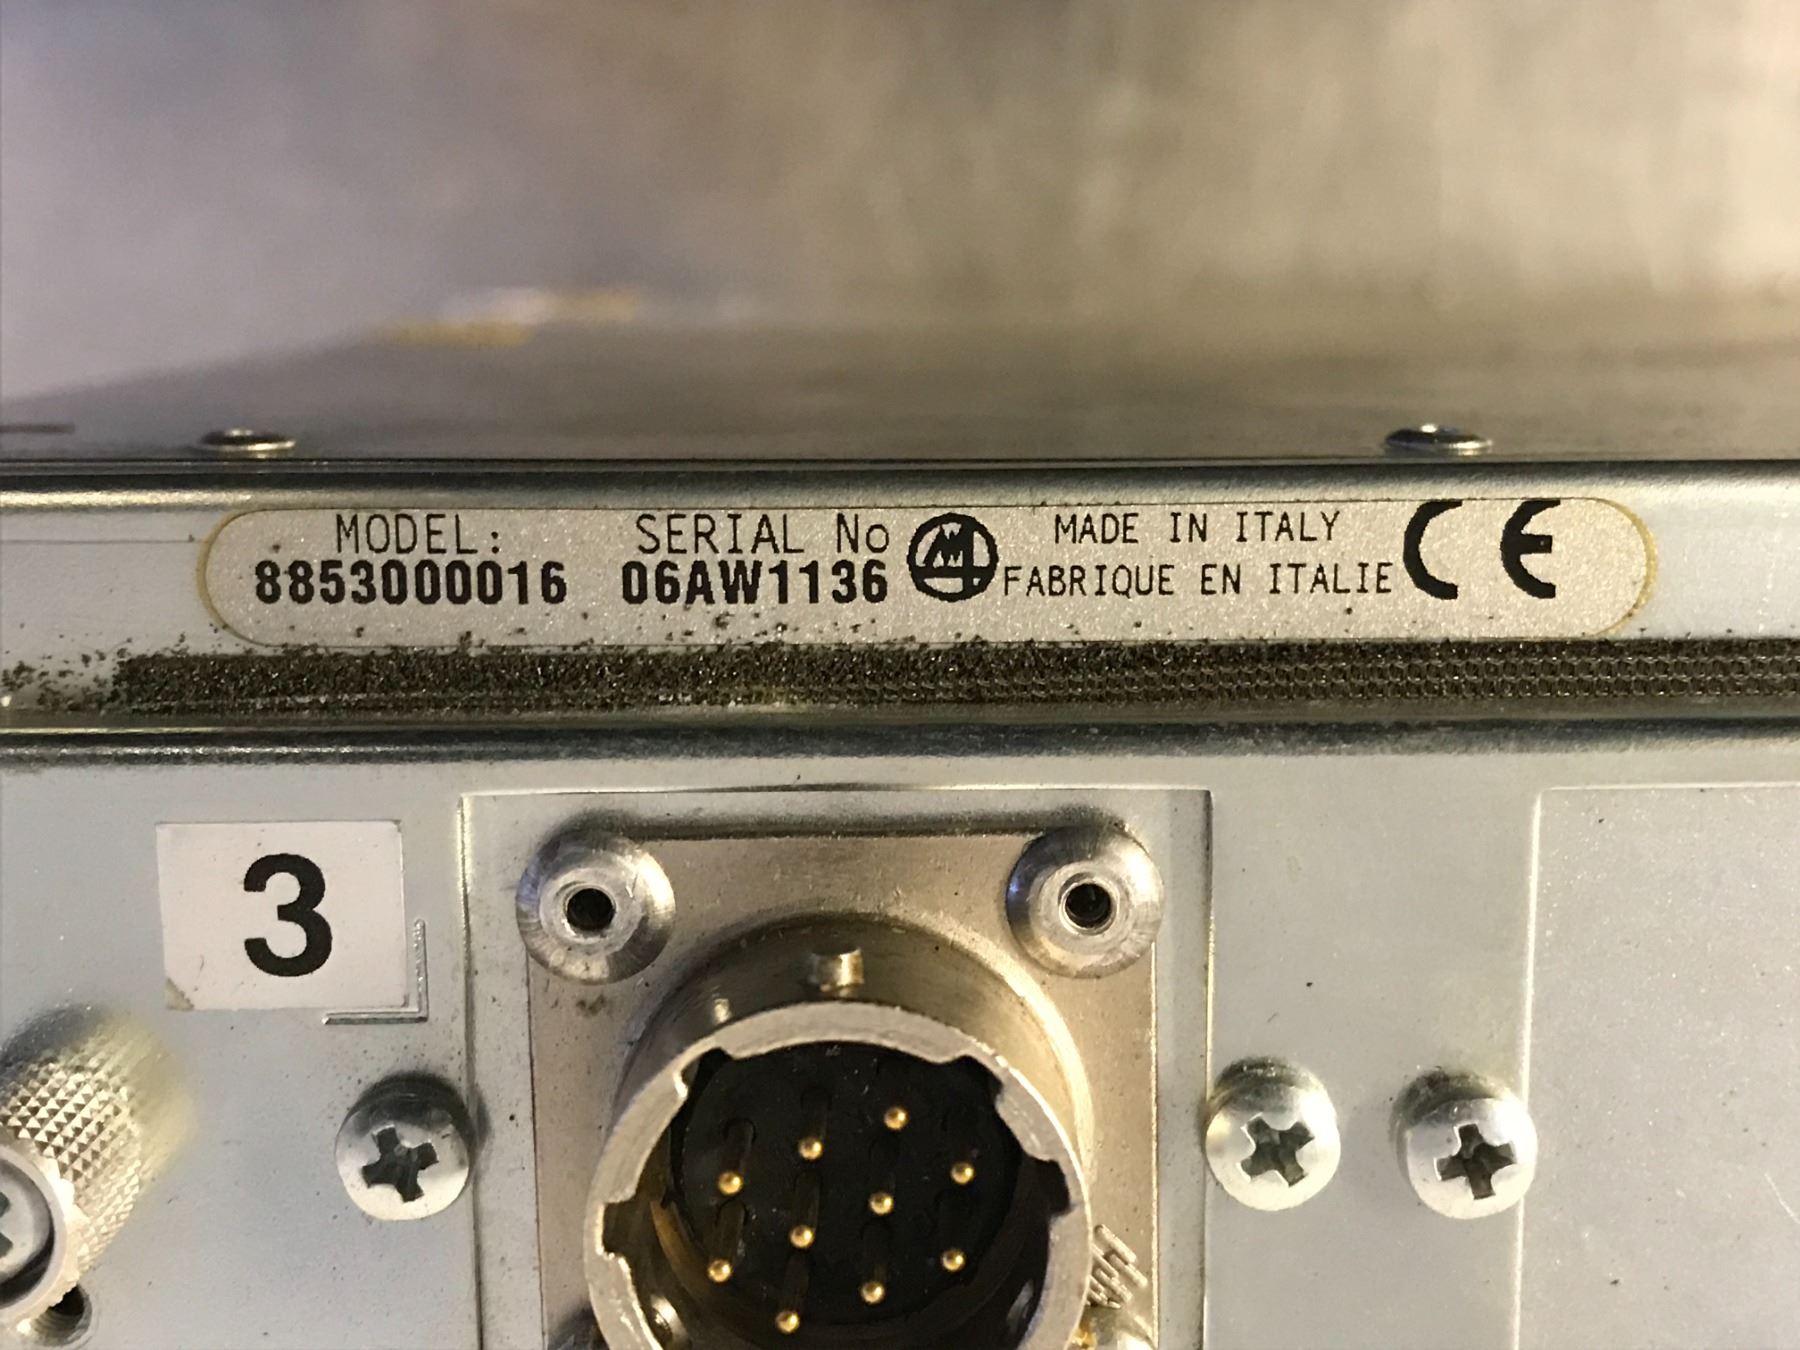 MODEL: SERIAL No MADE IN ITALY CE
8853000016 06AW1136 FABRIQUE EN ITALIE
3